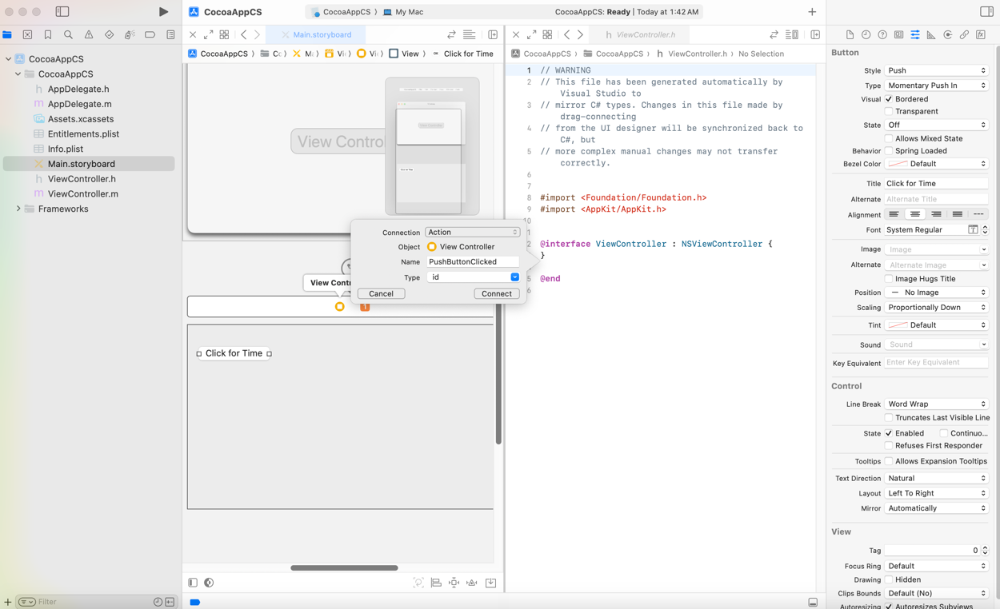 CocoaAppCS
CocoaAppCS 〉 My Mac
CocoaAppCS: Ready | Today at 1:42 AM
Main.storyboard
h ViewController.h
CocoaAppCS
CocoaAppCS
h AppDelegate.h
m AppDelegate.m
Assets.xcassets
Entitlements.plist
Info.plist
Main.storyboard
h ViewController.h
m ViewController.m
Frameworks
Filter
CocoaAppCS 〉 Cc 〉 Ma 〉 Vi 〉 Vi 〉 View 〉 Click for Time
View Control
View Contr
1
Click for Time
Connection Action
Object View Controller
Name PushButtonClicked
Type id
Cancel
Connect
CocoaAppCS 〉 CocoaAppCS 〉 h ViewController.h 〉 No Selection
1 // WARNING
2 // This file has been generated automatically by
Visual Studio to
3 // mirror C# types. Changes in this file made by
drag-connecting
4 // from the UI designer will be synchronized back to
C#, but
5 // more complex manual changes may not transfer
correctly.
6
7
8 #import <Foundation/Foundation.h>
9 #import <AppKit/AppKit.h>
10
1
@interface ViewController : NSViewController {
}
5 @end
6
Button
Style Push
Type Momentary Push In
Visual Bordered
Transparent
State Off
Allows Mixed State
Behavior Spring Loaded
Bezel Color Default
Title Click for Time
Alternate Alternate Title
Alignment
Font System Regular
Image Image
Alternate Alternate Image
Image Hugs Title
Position No Image
Scaling Proportionally Down
Tint Default
Sound Sound
Key Equivalent Enter Key Equivalent
Control
Line Break Word Wrap
Truncates Last Visible Line
State Enabled Continuo...
Refuses First Responder
Tooltips Allows Expansion Tooltips
Text Direction Natural
Layout Left To Right
Mirror Automatically
View
Tag 0
Focus Ring Default
Drawing Hidden
Clips Bounds Default (No)
Autoresizing Autoresizes Subviews